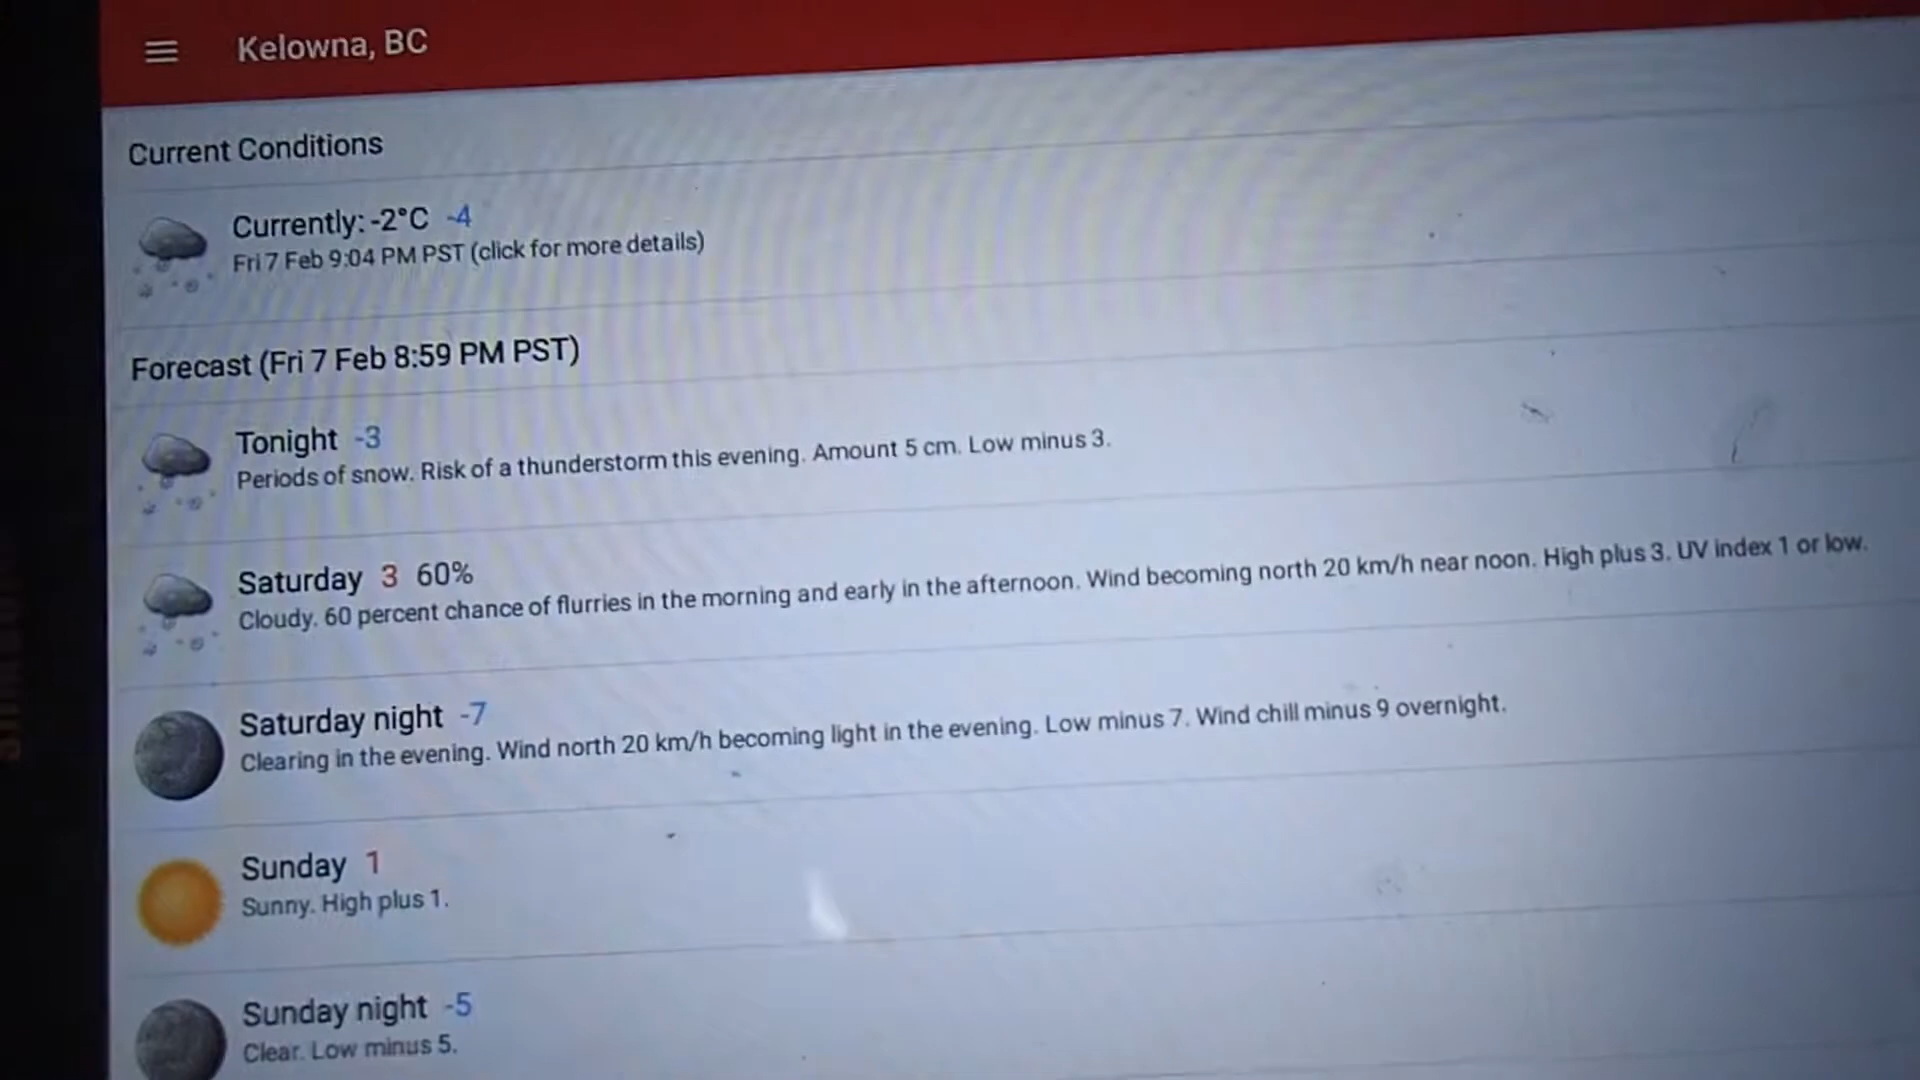 Kelowna, BC
Current Conditions
Currently: -2°C -4
Fri 7 Feb 9:04 PM PST (click for more details)
Forecast (Fri 7 Feb 8:59 PM PST)
Tonight -3
Periods of snow. Risk of a thunderstorm this evening. Amount 5 cm. Low minus 3.
Saturday 3 60%
Cloudy. 60 percent chance of flurries in the morning and early in the afternoon. Wind becoming north 20 km/h near noon. High plus 3. UV index 1 or low.
Saturday night -7
Clearing in the evening. Wind north 20 km/h becoming light in the evening. Low minus 7. Wind chill minus 9 overnight.
Sunday 1
Sunny. High plus 1.
Sunday night -5
Clear. Low minus 5.